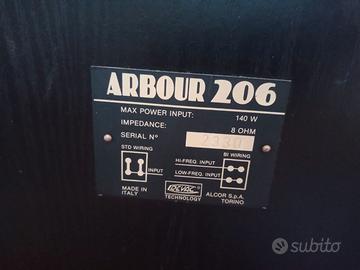 ARBOUR 206
MAX POWER INPUT: 140 W
IMPEDANCE: 8 OHM
SERIAL N°
STD WIRING BI WIRING
INPUT HI-FREQ. INPUT
LOW-FREQ. INPUT
MADE IN ITALY
TECHNOLOGY
ALCOR S.p.A. TORINO
subito